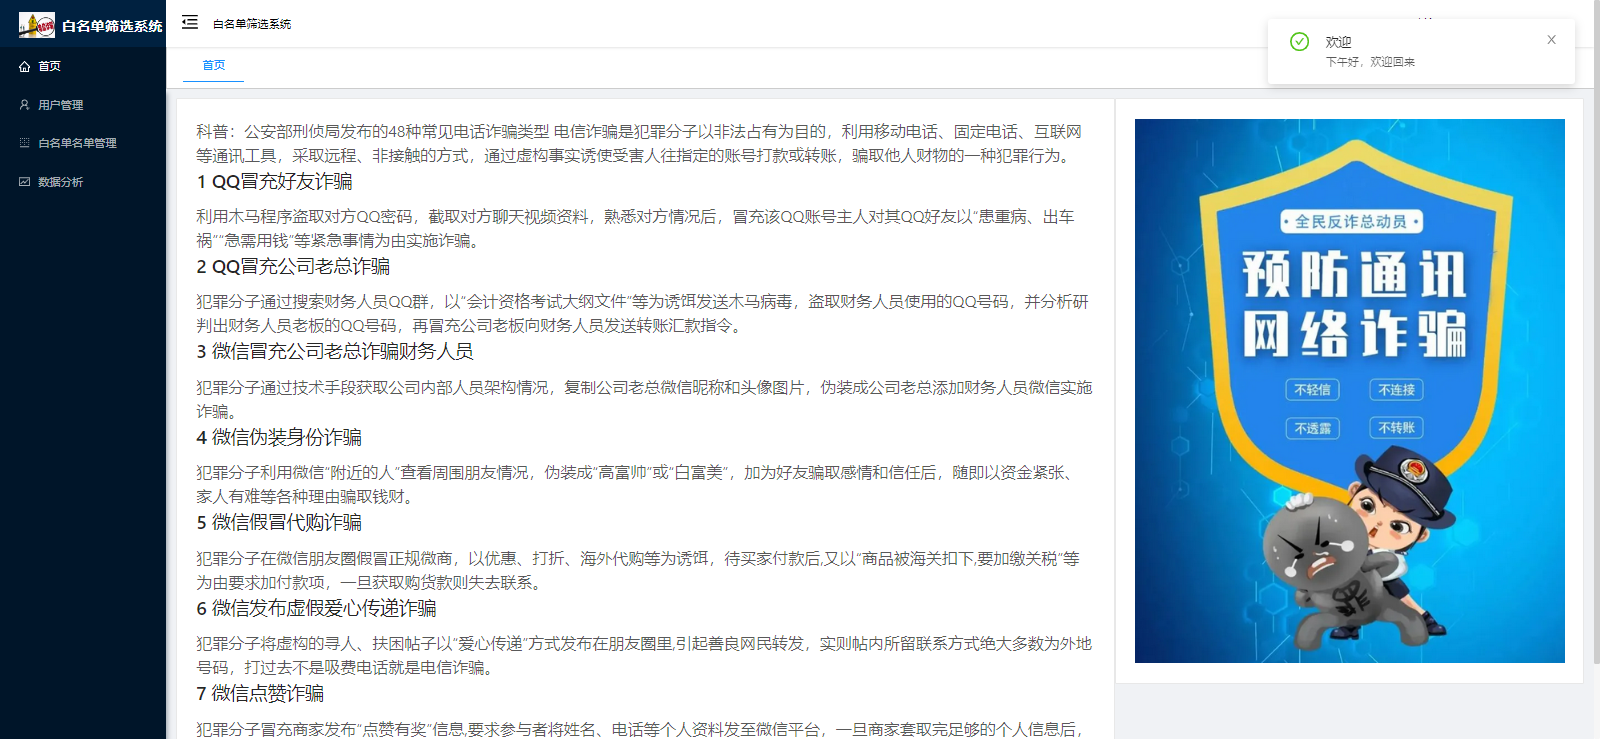 白名单筛选系统
首页
用户管理
白名单名单管理
数据分析
白名单筛选系统
首页
欢迎
下午好，欢迎回来
科普：公安部刑侦局发布的48种常见电话诈骗类型 电信诈骗是犯罪分子以非法占有为目的，利用移动电话、固定电话、互联网
等通讯工具，采取远程、非接触的方式，通过虚构事实诱使受害人往指定的账号打款或转账，骗取他人财物的一种犯罪行为。
1 QQ冒充好友诈骗
利用木马程序盗取对方QQ密码，截取对方聊天视频资料，熟悉对方情况后，冒充该QQ账号主人对其QQ好友以“患重病、出车
祸”“急需用钱”等紧急事情为由实施诈骗。
2 QQ冒充公司老总诈骗
犯罪分子通过搜索财务人员QQ群，以“会计资格考试大纲文件”等为诱饵发送木马病毒，盗取财务人员使用的QQ号码，并分析研
判出财务人员老板的QQ号码，再冒充公司老板向财务人员发送转账汇款指令。
3 微信冒充公司老总诈骗财务人员
犯罪分子通过技术手段获取公司内部人员架构情况，复制公司老总微信昵称和头像图片，伪装成公司老总添加财务人员微信实施
诈骗。
4 微信伪装身份诈骗
犯罪分子利用微信“附近的人”查看周围朋友情况，伪装成“高富帅”或“白富美”，加为好友骗取感情和信任后，随即以资金紧张、
家人有难等各种理由骗取钱财。
5 微信假冒代购诈骗
犯罪分子在微信朋友圈假冒正规微商，以优惠、打折、海外代购等为诱饵，待买家付款后,又以“商品被海关扣下,要加缴关税”等
为由要求加付款项，一旦获取购货款则失去联系。
6 微信发布虚假爱心传递诈骗
犯罪分子将虚构的寻人、扶困帖子以“爱心传递”方式发布在朋友圈里,引起善良网民转发，实则帖内所留联系方式绝大多数为外地
号码，打过去不是吸费电话就是电信诈骗。
7 微信点赞诈骗
犯罪分子冒充商家发布“点赞有奖”信息,要求参与者将姓名、电话等个人资料发至微信平台，一旦商家套取完足够的个人信息后，
·全民反诈总动员·
预防通讯
网络诈骗
不轻信
不连接
不透露
不转账